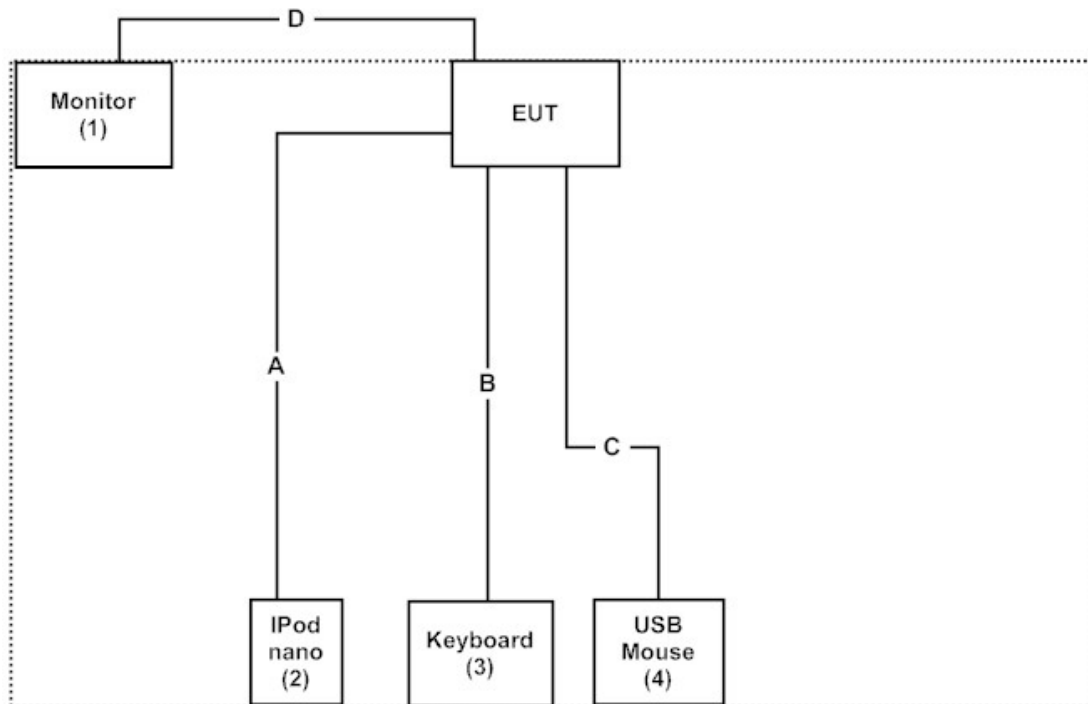 D
Monitor
(1)
EUT
A
B
C
IPod
nano
(2)
Keyboard
(3)
USB
Mouse
(4)